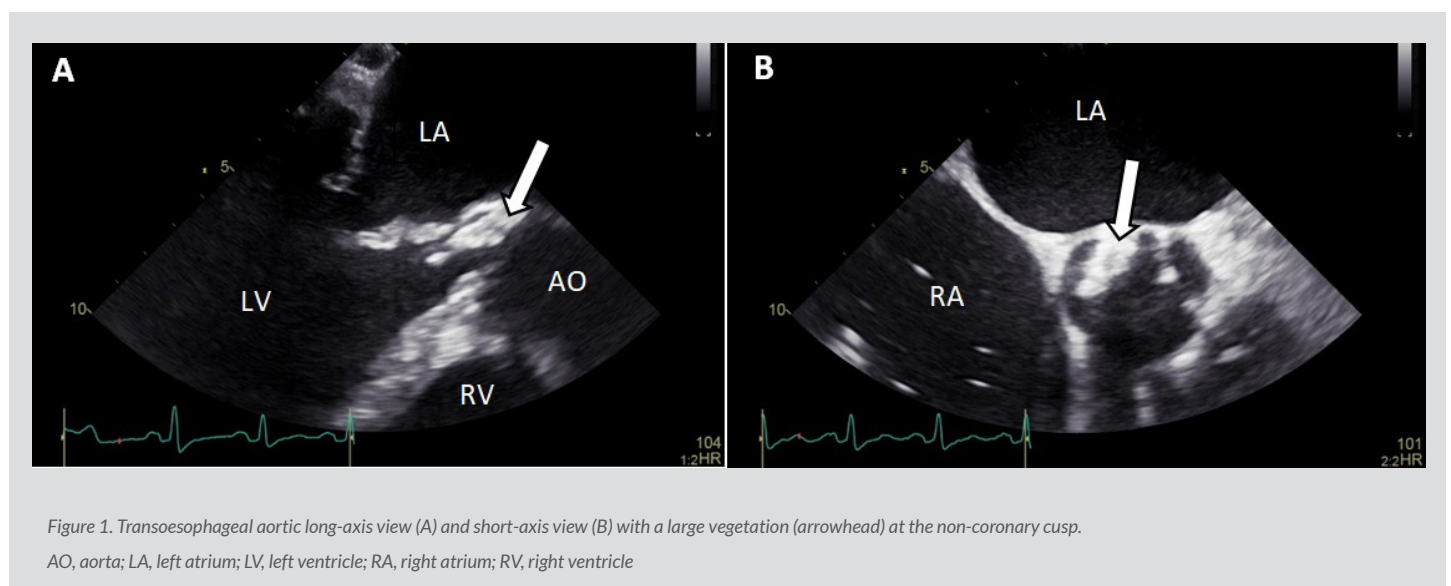 A
LA
5
LV
AO
10
RV
104
1:2HR
B
LA
5
RA
10
101
2:2HR
Figure 1. Transoesophageal aortic long-axis view (A) and short-axis view (B) with a large vegetation (arrowhead) at the non-coronary cusp.
AO, aorta; LA, left atrium; LV, left ventricle; RA, right atrium; RV, right ventricle